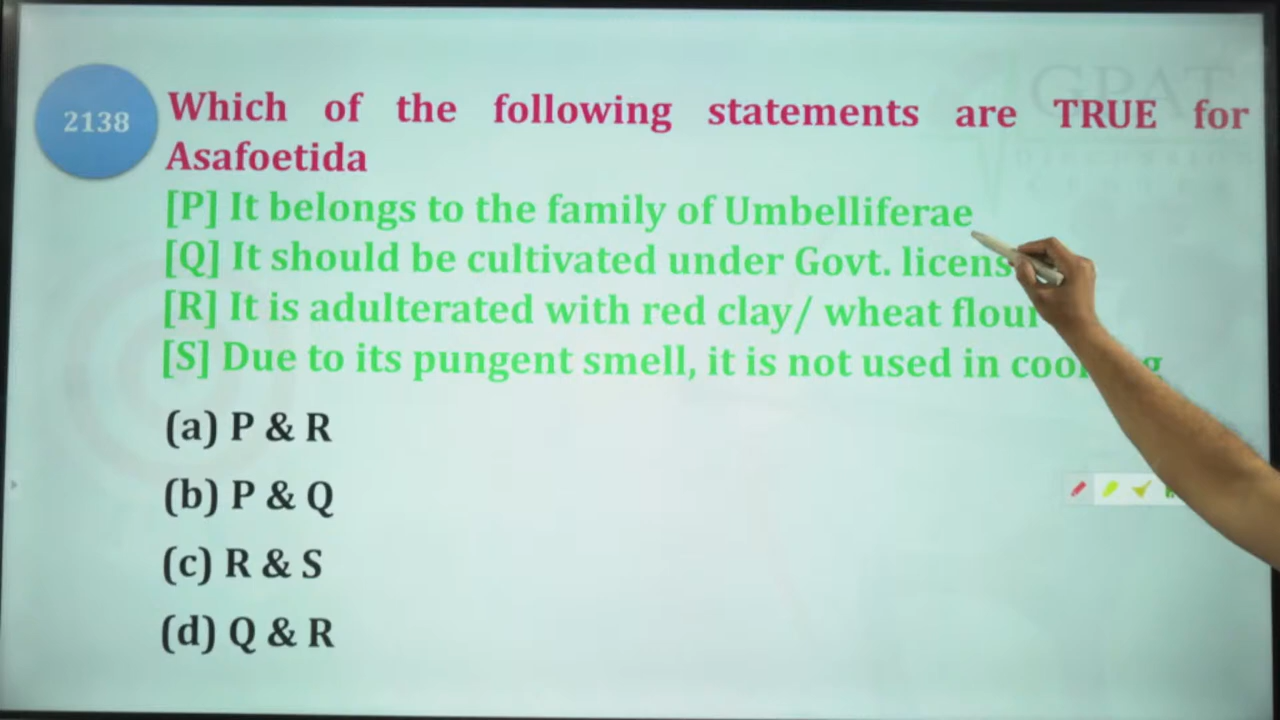 2138
Which of the following statements are TRUE for
Asafoetida
[P] It belongs to the family of Umbelliferae
[Q] It should be cultivated under Govt.
[R] It is adulterated with red clay/ wheat flour
[S] Due to its pungent smell, it is not used in
(a) P & R
(b) P & Q
(c) R & S
(d) Q & R
GPAT